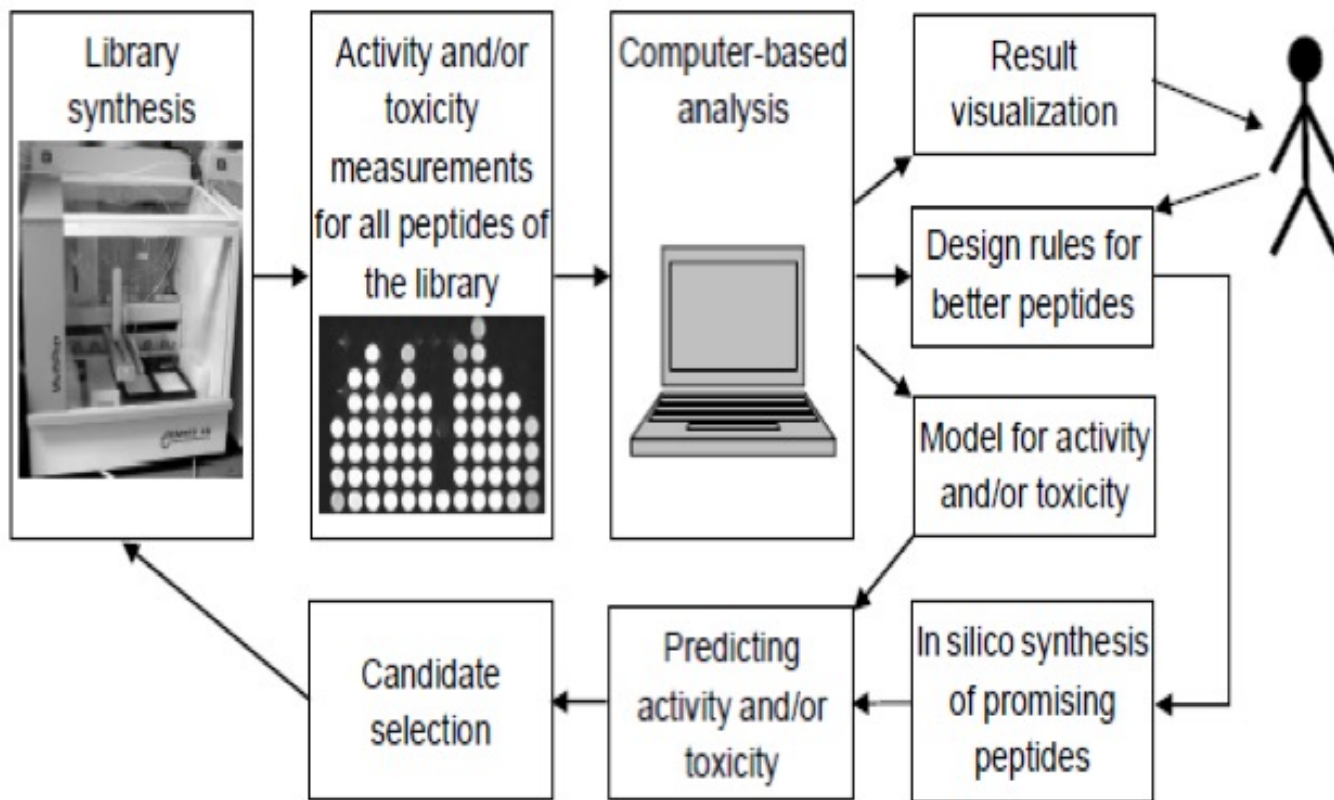 Library
synthesis
Activity and/or
toxicity
measurements
for all peptides of
the library
Computer-based
analysis
Result
visualization
Design rules for
better peptides
Model for activity
and/or toxicity
In silico synthesis
of promising
peptides
Predicting
activity and/or
toxicity
Candidate
selection